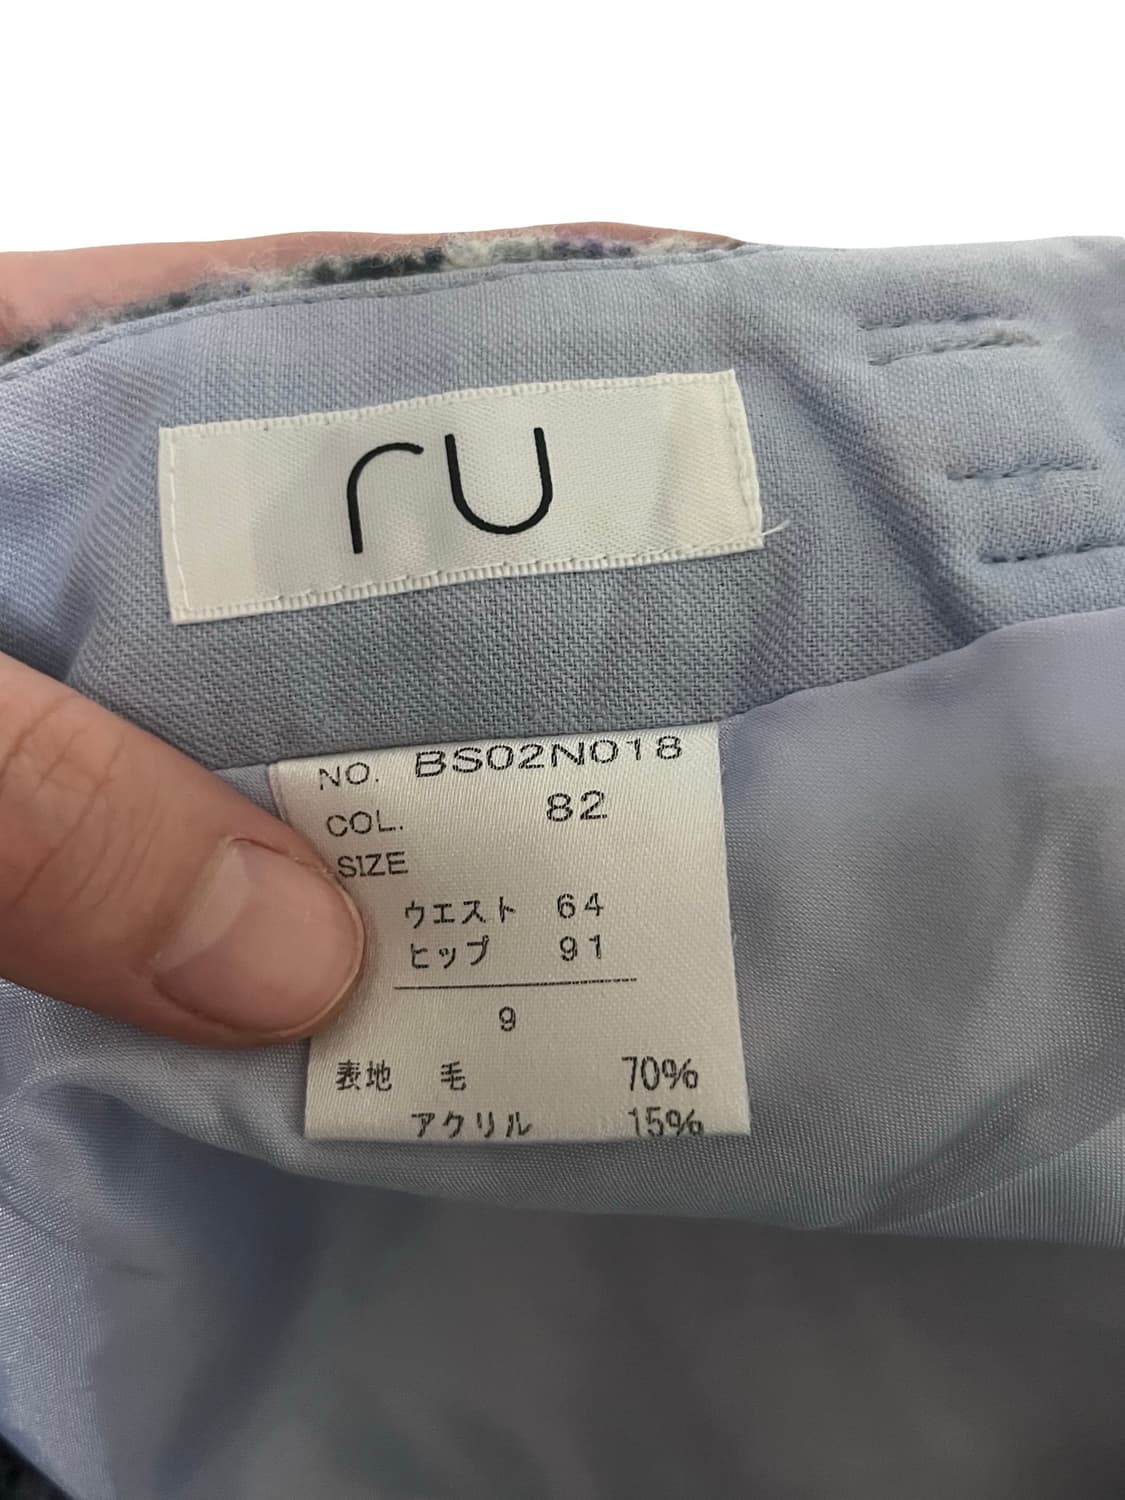 ru
NO. BS02N018
COL. 82
SIZE
ウエスト 64
ヒップ 91
9
表地 毛 70%
アクリル 15%